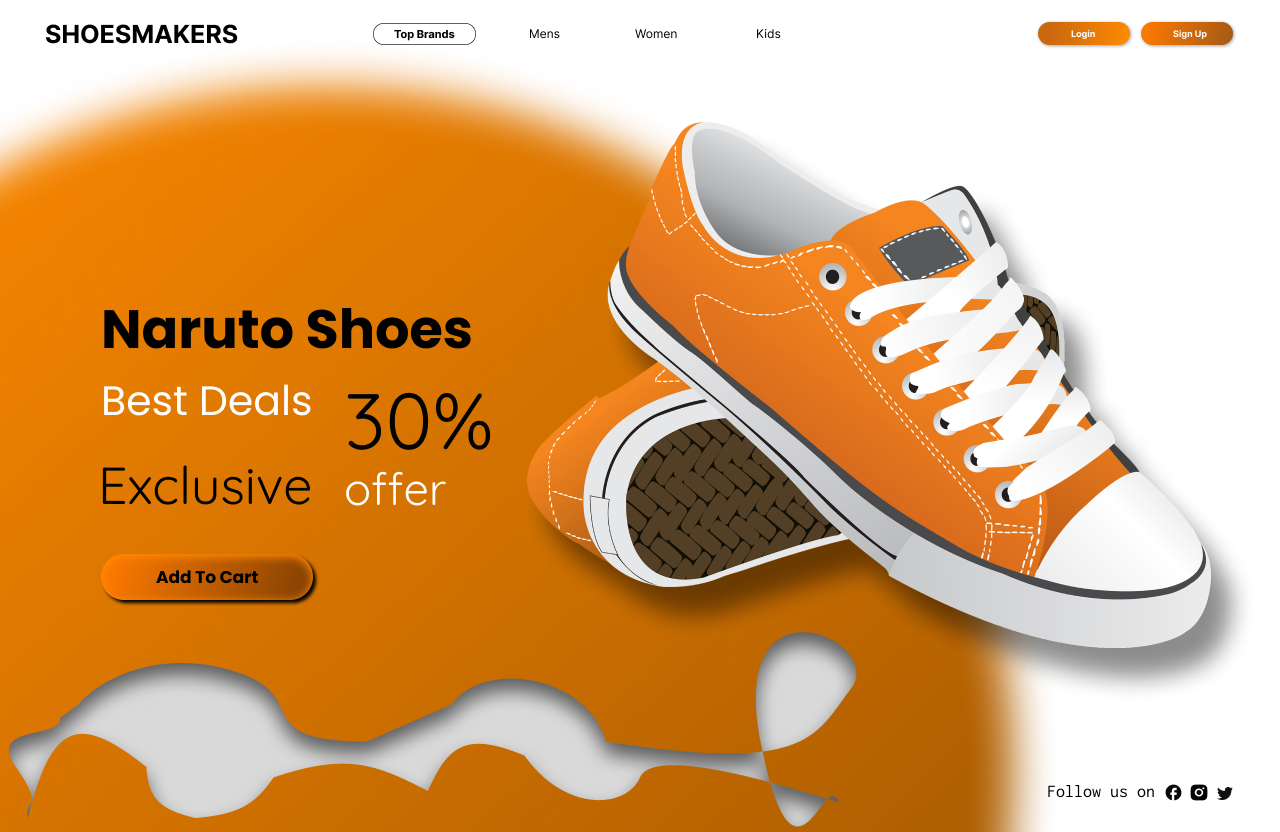 SHOESMAKERS
Top Brands
Mens
Women
Kids
Login
Sign Up
Naruto Shoes
Best Deals
30%
Exclusive
offer
Add To Cart
Follow us on